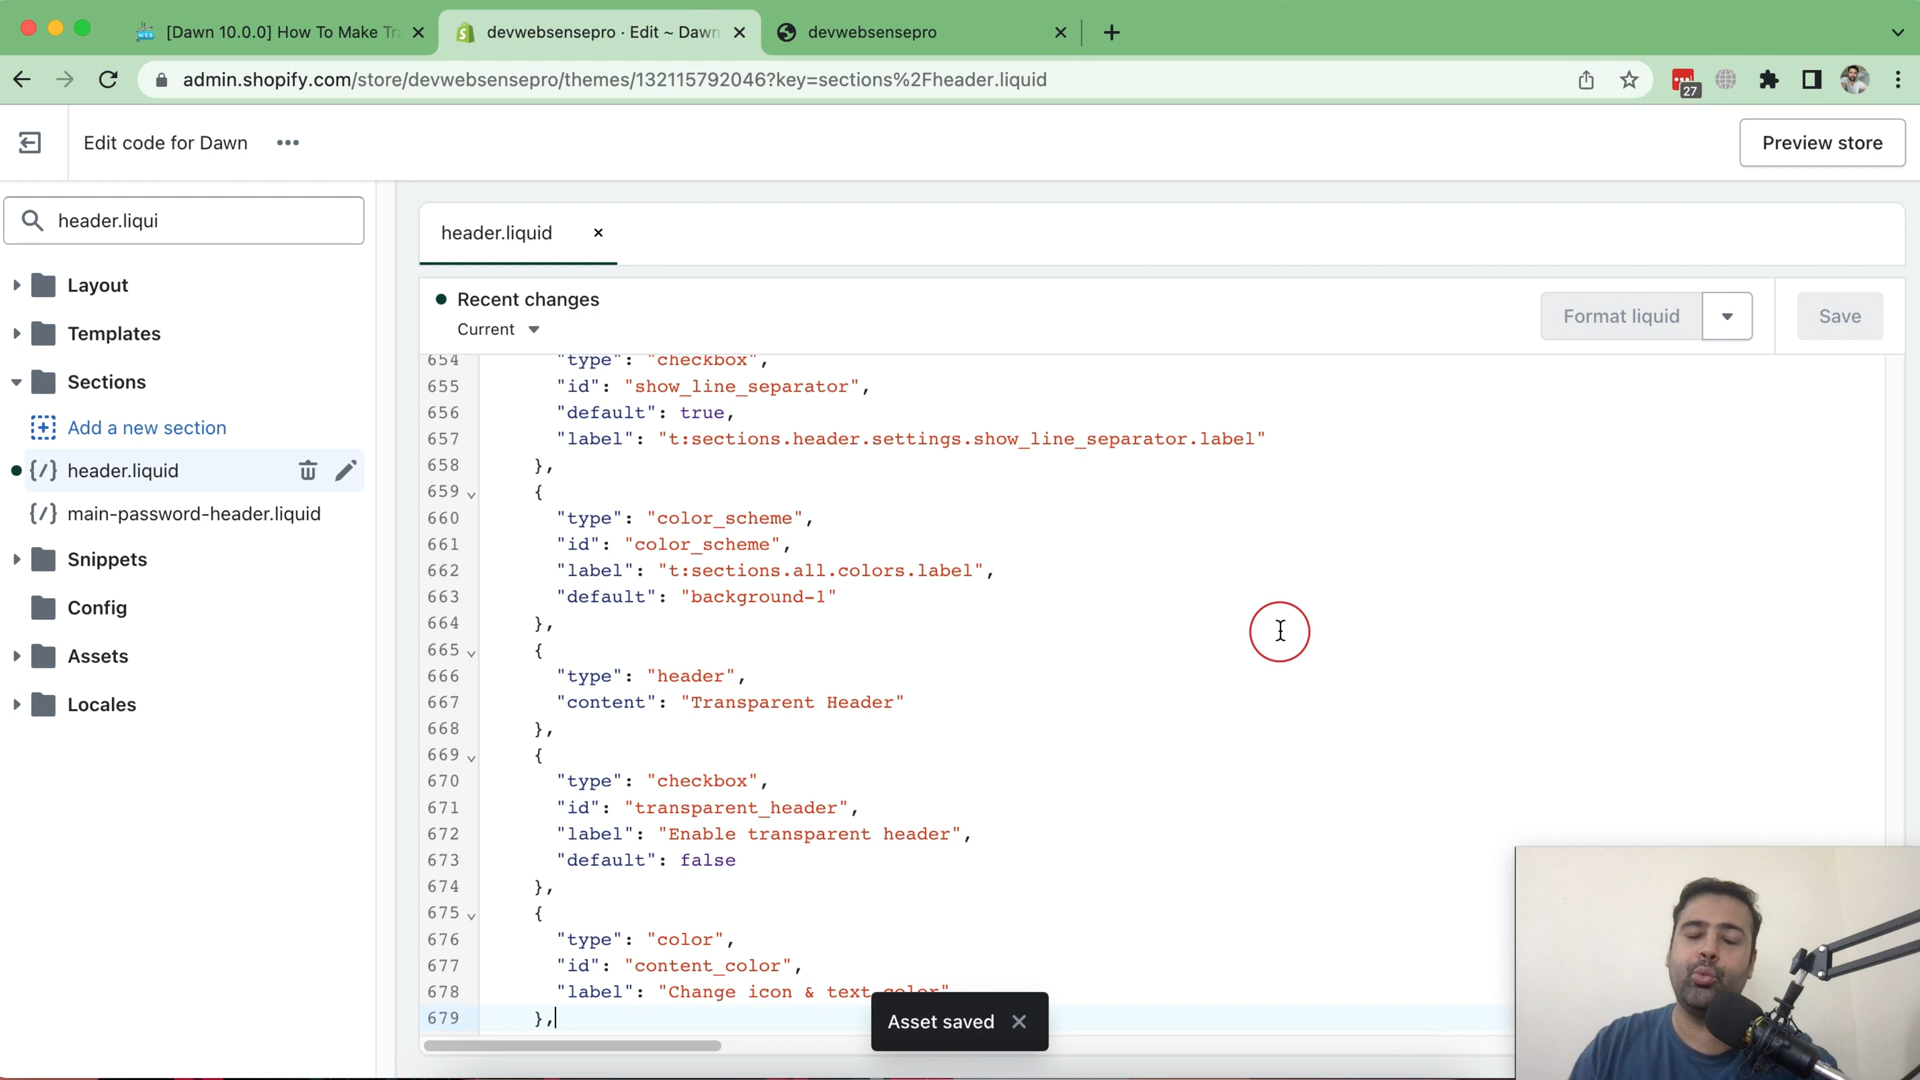 [Dawn 10.0.0] How To Make Tr
devwebsensepro · Edit ~ Dawn
devwebsensepro
admin.shopify.com/store/devwebsensepro/themes/132115792046?key=sections%2Fheader.liquid
27
Edit code for Dawn
Preview store
header.liqui
Layout
Templates
Sections
Add a new section
header.liquid
main-password-header.liquid
Snippets
Config
Assets
Locales
header.liquid
Recent changes
Current
Format liquid
Save
654 "type": "checkbox",
655 "id": "show_line_separator",
656 "default": true,
657 "label": "t:sections.header.settings.show_line_separator.label"
658 },
659 {
660 "type": "color_scheme",
661 "id": "color_scheme",
662 "label": "t:sections.all.colors.label",
663 "default": "background-1"
664 },
665 {
666 "type": "header",
667 "content": "Transparent Header"
668 },
669 {
670 "type": "checkbox",
671 "id": "transparent_header",
672 "label": "Enable transparent header",
673 "default": false
674 },
675 {
676 "type": "color",
677 "id": "content_color",
678 "label": "Change icon & text color"
679 },
Asset saved